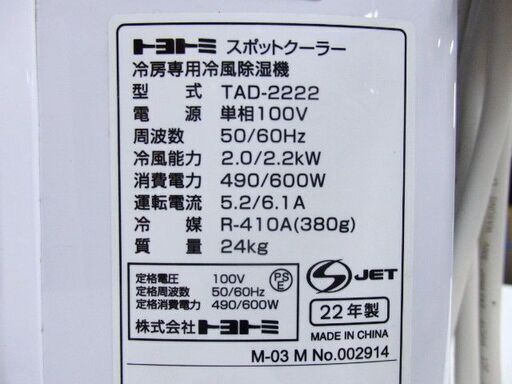 トヨトミ スポットクーラー
冷房専用冷風除湿機
型 式 TAD-2222
電 源 単相100V
周波数 50/60Hz
冷風能力 2.0/2.2kW
消費電力 490/600W
運転電流 5.2/6.1A
冷 媒 R-410A(380g)
質 量 24kg
定格電圧 100V
定格周波数 50/60Hz
定格消費電力 490/600W
PSE
株式会社トヨトミ
S JET
22年製
MADE IN CHINA
M-03 M No.002914